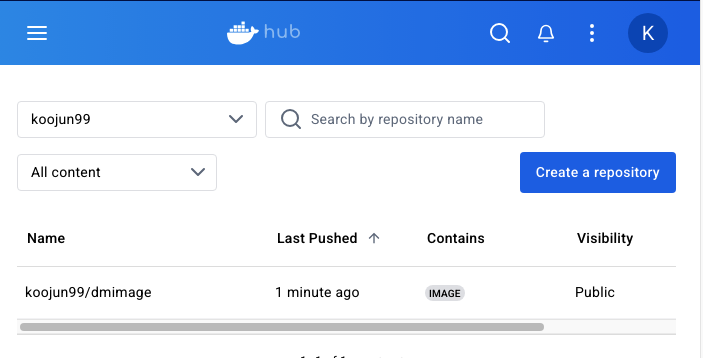 hub
K
koojun99
Search by repository name
All content
Create a repository
Name Last Pushed Contains Visibility
koojun99/dmimage 1 minute ago IMAGE Public